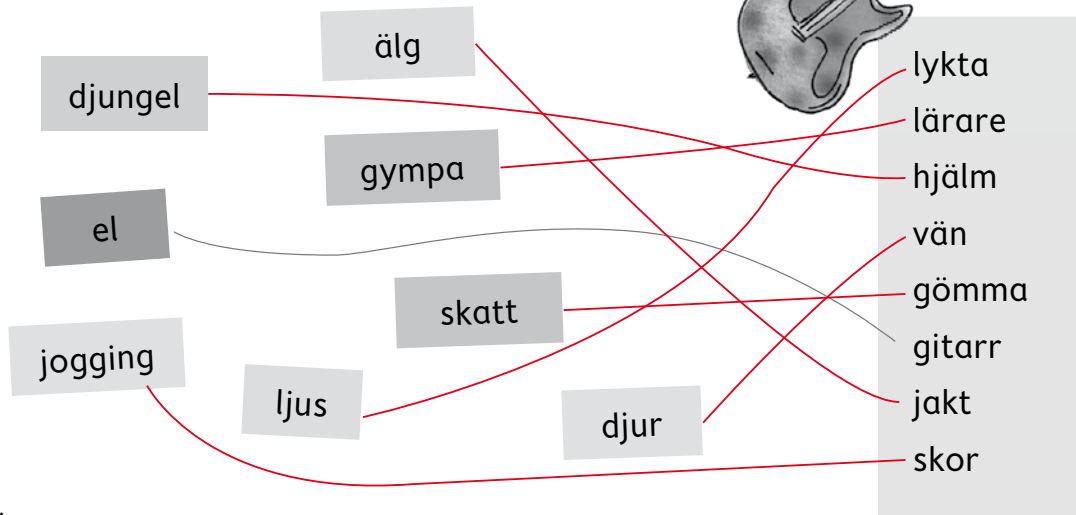 älg
djungel
gympa
el
skatt
jogging
ljus
djur
lykta
lärare
hjälm
vän
gömma
gitarr
jakt
skor